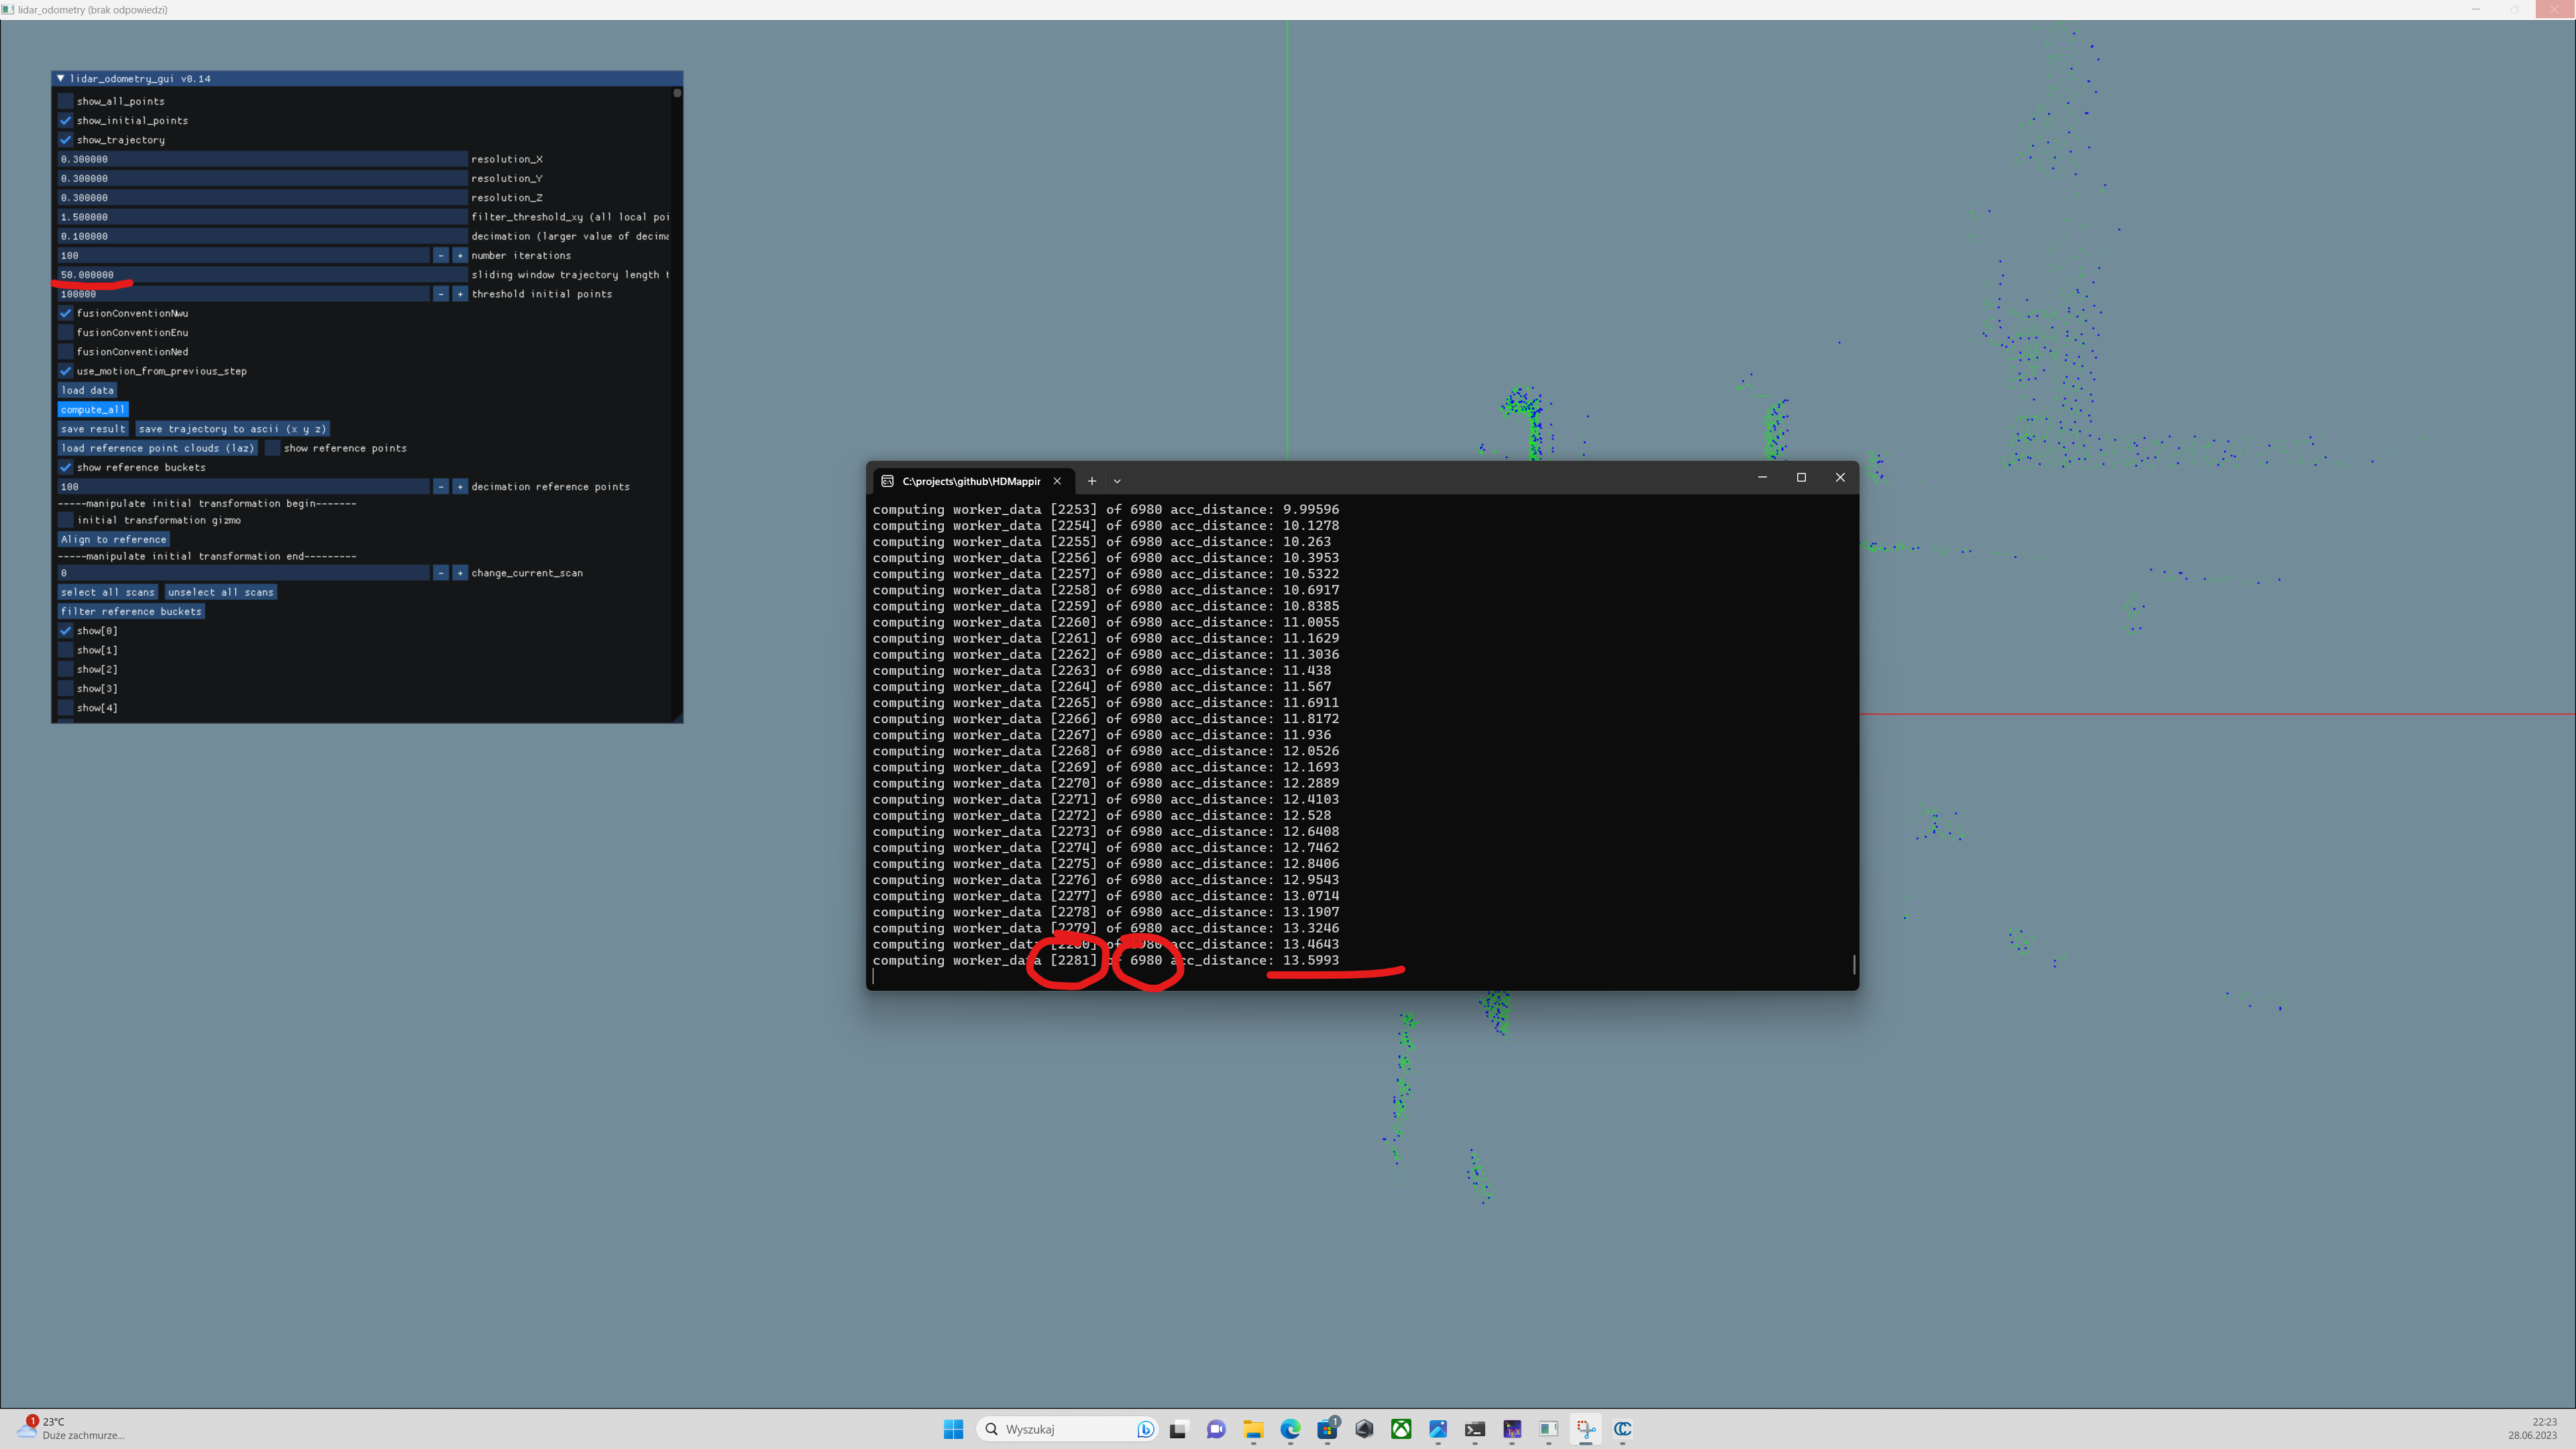 lidar_odometry (brak odpowiedzi)
lidar_odometry_gui v0.14
show_all_points
show_initial_points
show_trajectory
0.300000 resolution_X
0.300000 resolution_Y
0.300000 resolution_Z
1.500000 filter_threshold_xy (all local poi
0.100000 decimation (larger value of decima
100 - + number iterations
50.000000 sliding window trajectory length t
100000 - + threshold initial points
fusionConventionNwu
fusionConventionEnu
fusionConventionNed
use_motion_from_previous_step
load data
compute_all
save result save trajectory to ascii (x y z)
load reference point clouds (laz) show reference points
show reference buckets
100 - + decimation reference points
-----manipulate initial transformation begin-------
initial transformation gizmo
Align to reference
-----manipulate initial transformation end---------
0 - + change_current_scan
select all scans unselect all scans
filter reference buckets
show[0]
show[1]
show[2]
show[3]
show[4]
C:\projects\github\HDMappir
computing worker_data [2253] of 6980 acc_distance: 9.99596
computing worker_data [2254] of 6980 acc_distance: 10.1278
computing worker_data [2255] of 6980 acc_distance: 10.263
computing worker_data [2256] of 6980 acc_distance: 10.3953
computing worker_data [2257] of 6980 acc_distance: 10.5322
computing worker_data [2258] of 6980 acc_distance: 10.6917
computing worker_data [2259] of 6980 acc_distance: 10.8385
computing worker_data [2260] of 6980 acc_distance: 11.0055
computing worker_data [2261] of 6980 acc_distance: 11.1629
computing worker_data [2262] of 6980 acc_distance: 11.3036
computing worker_data [2263] of 6980 acc_distance: 11.438
computing worker_data [2264] of 6980 acc_distance: 11.567
computing worker_data [2265] of 6980 acc_distance: 11.6911
computing worker_data [2266] of 6980 acc_distance: 11.8172
computing worker_data [2267] of 6980 acc_distance: 11.936
computing worker_data [2268] of 6980 acc_distance: 12.0526
computing worker_data [2269] of 6980 acc_distance: 12.1693
computing worker_data [2270] of 6980 acc_distance: 12.2889
computing worker_data [2271] of 6980 acc_distance: 12.4103
computing worker_data [2272] of 6980 acc_distance: 12.528
computing worker_data [2273] of 6980 acc_distance: 12.6408
computing worker_data [2274] of 6980 acc_distance: 12.7462
computing worker_data [2275] of 6980 acc_distance: 12.8406
computing worker_data [2276] of 6980 acc_distance: 12.9543
computing worker_data [2277] of 6980 acc_distance: 13.0714
computing worker_data [2278] of 6980 acc_distance: 13.1907
computing worker_data [2279] of 6980 acc_distance: 13.3246
computing worker_data [2280] of 6980 acc_distance: 13.4643
computing worker_data [2281] of 6980 acc_distance: 13.5993
1
23°C
Duże zachmurze...
Wyszukaj
1
22:23
28.06.2023